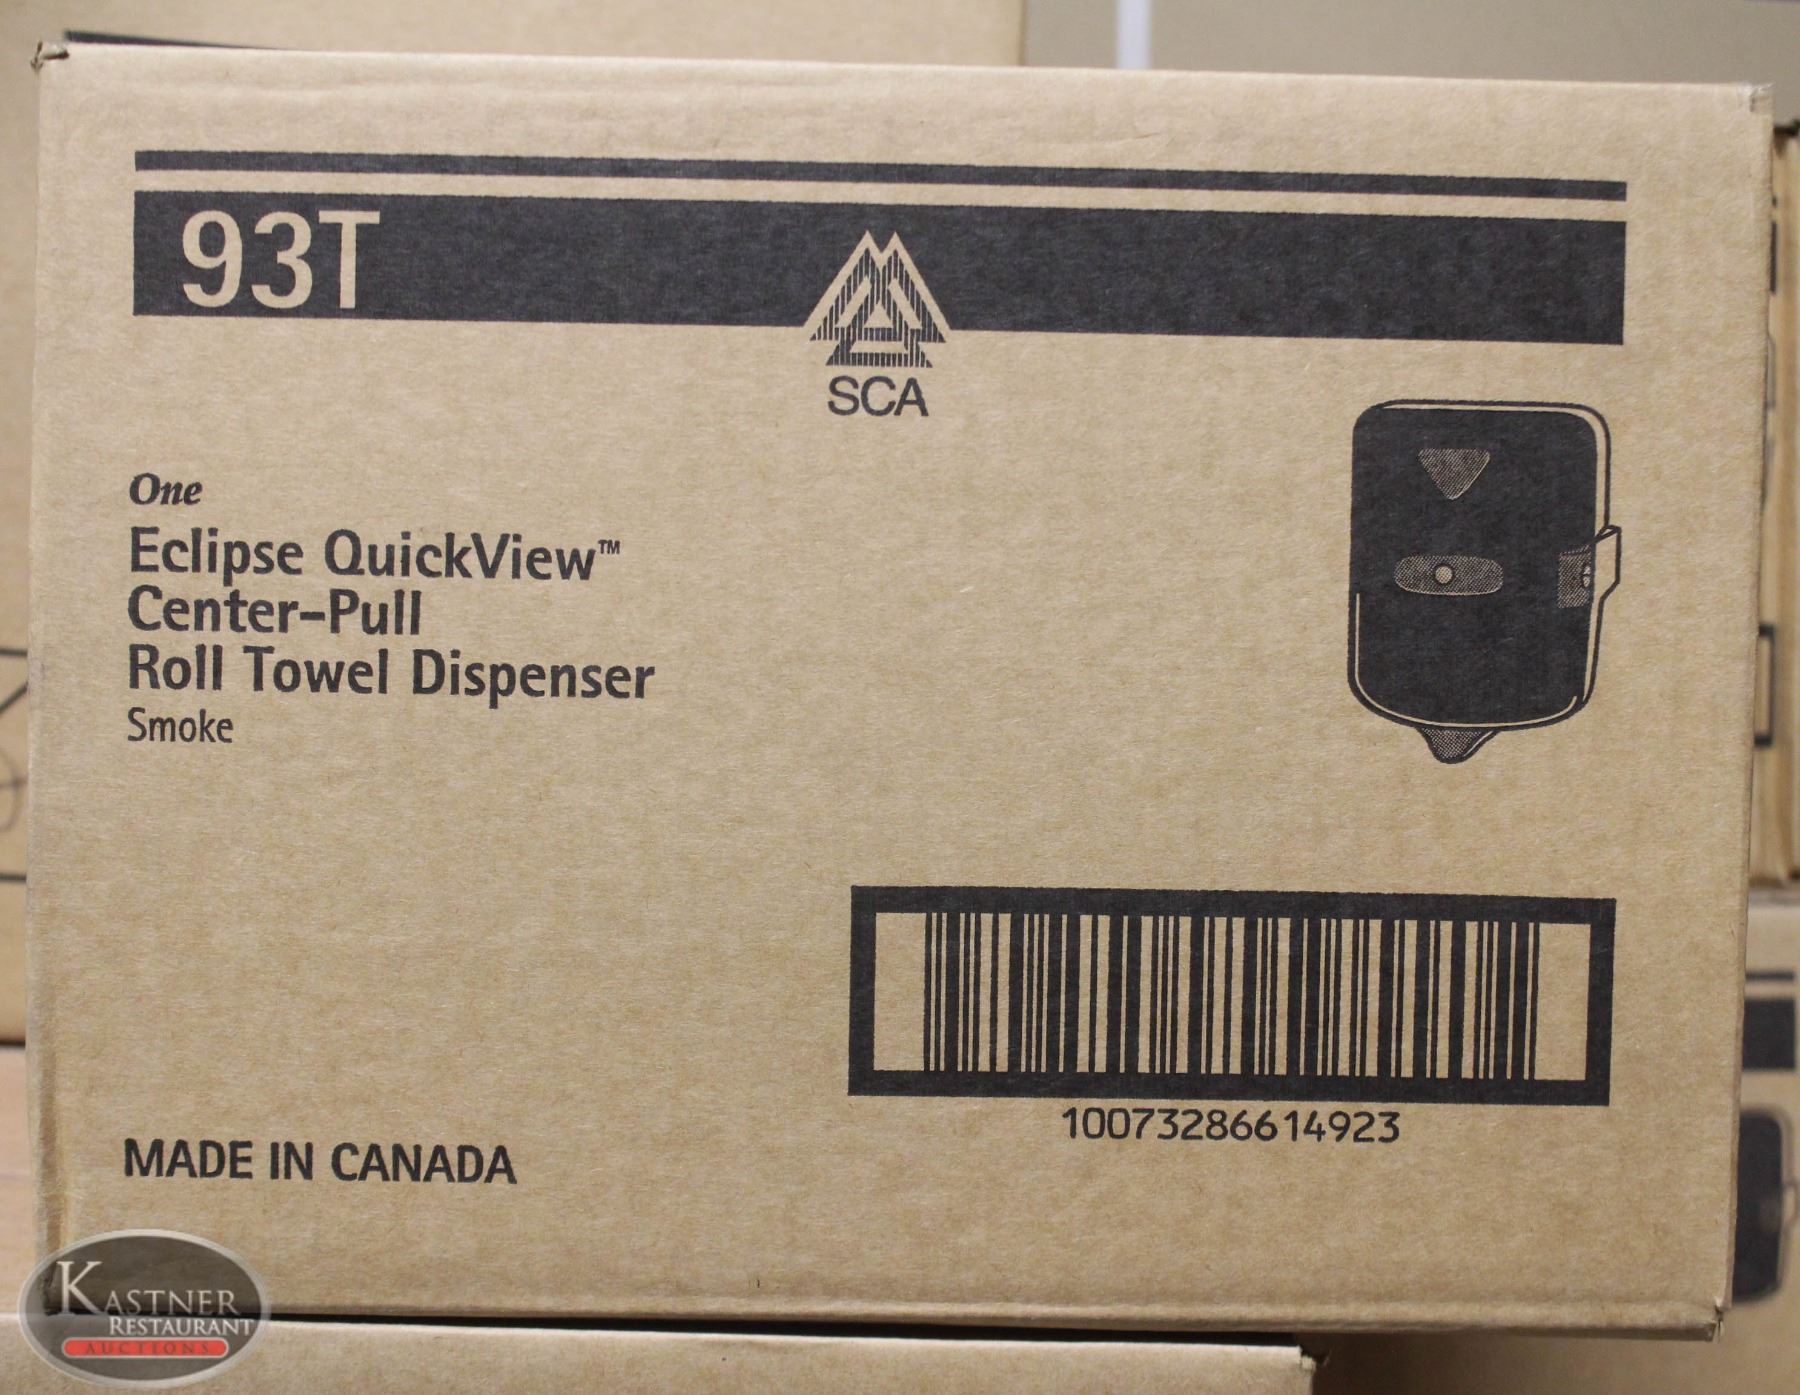 93T
SCA
One
Eclipse QuickView™
Center-Pull
Roll Towel Dispenser
Smoke
10073286614923
MADE IN CANADA
KASTNER
RESTAURANT
AUCTIONS